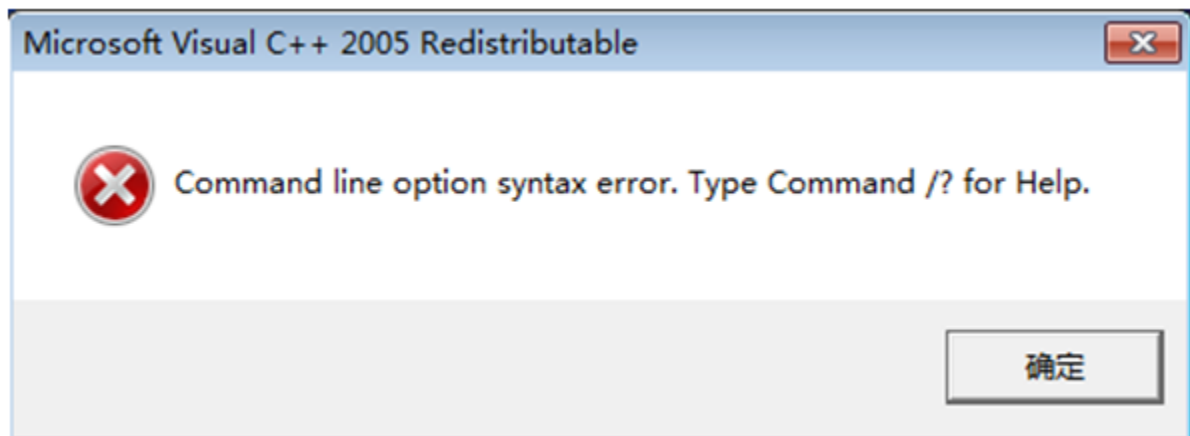 Microsoft Visual C++ 2005 Redistributable
Command line option syntax error. Type Command /? for Help.
确定